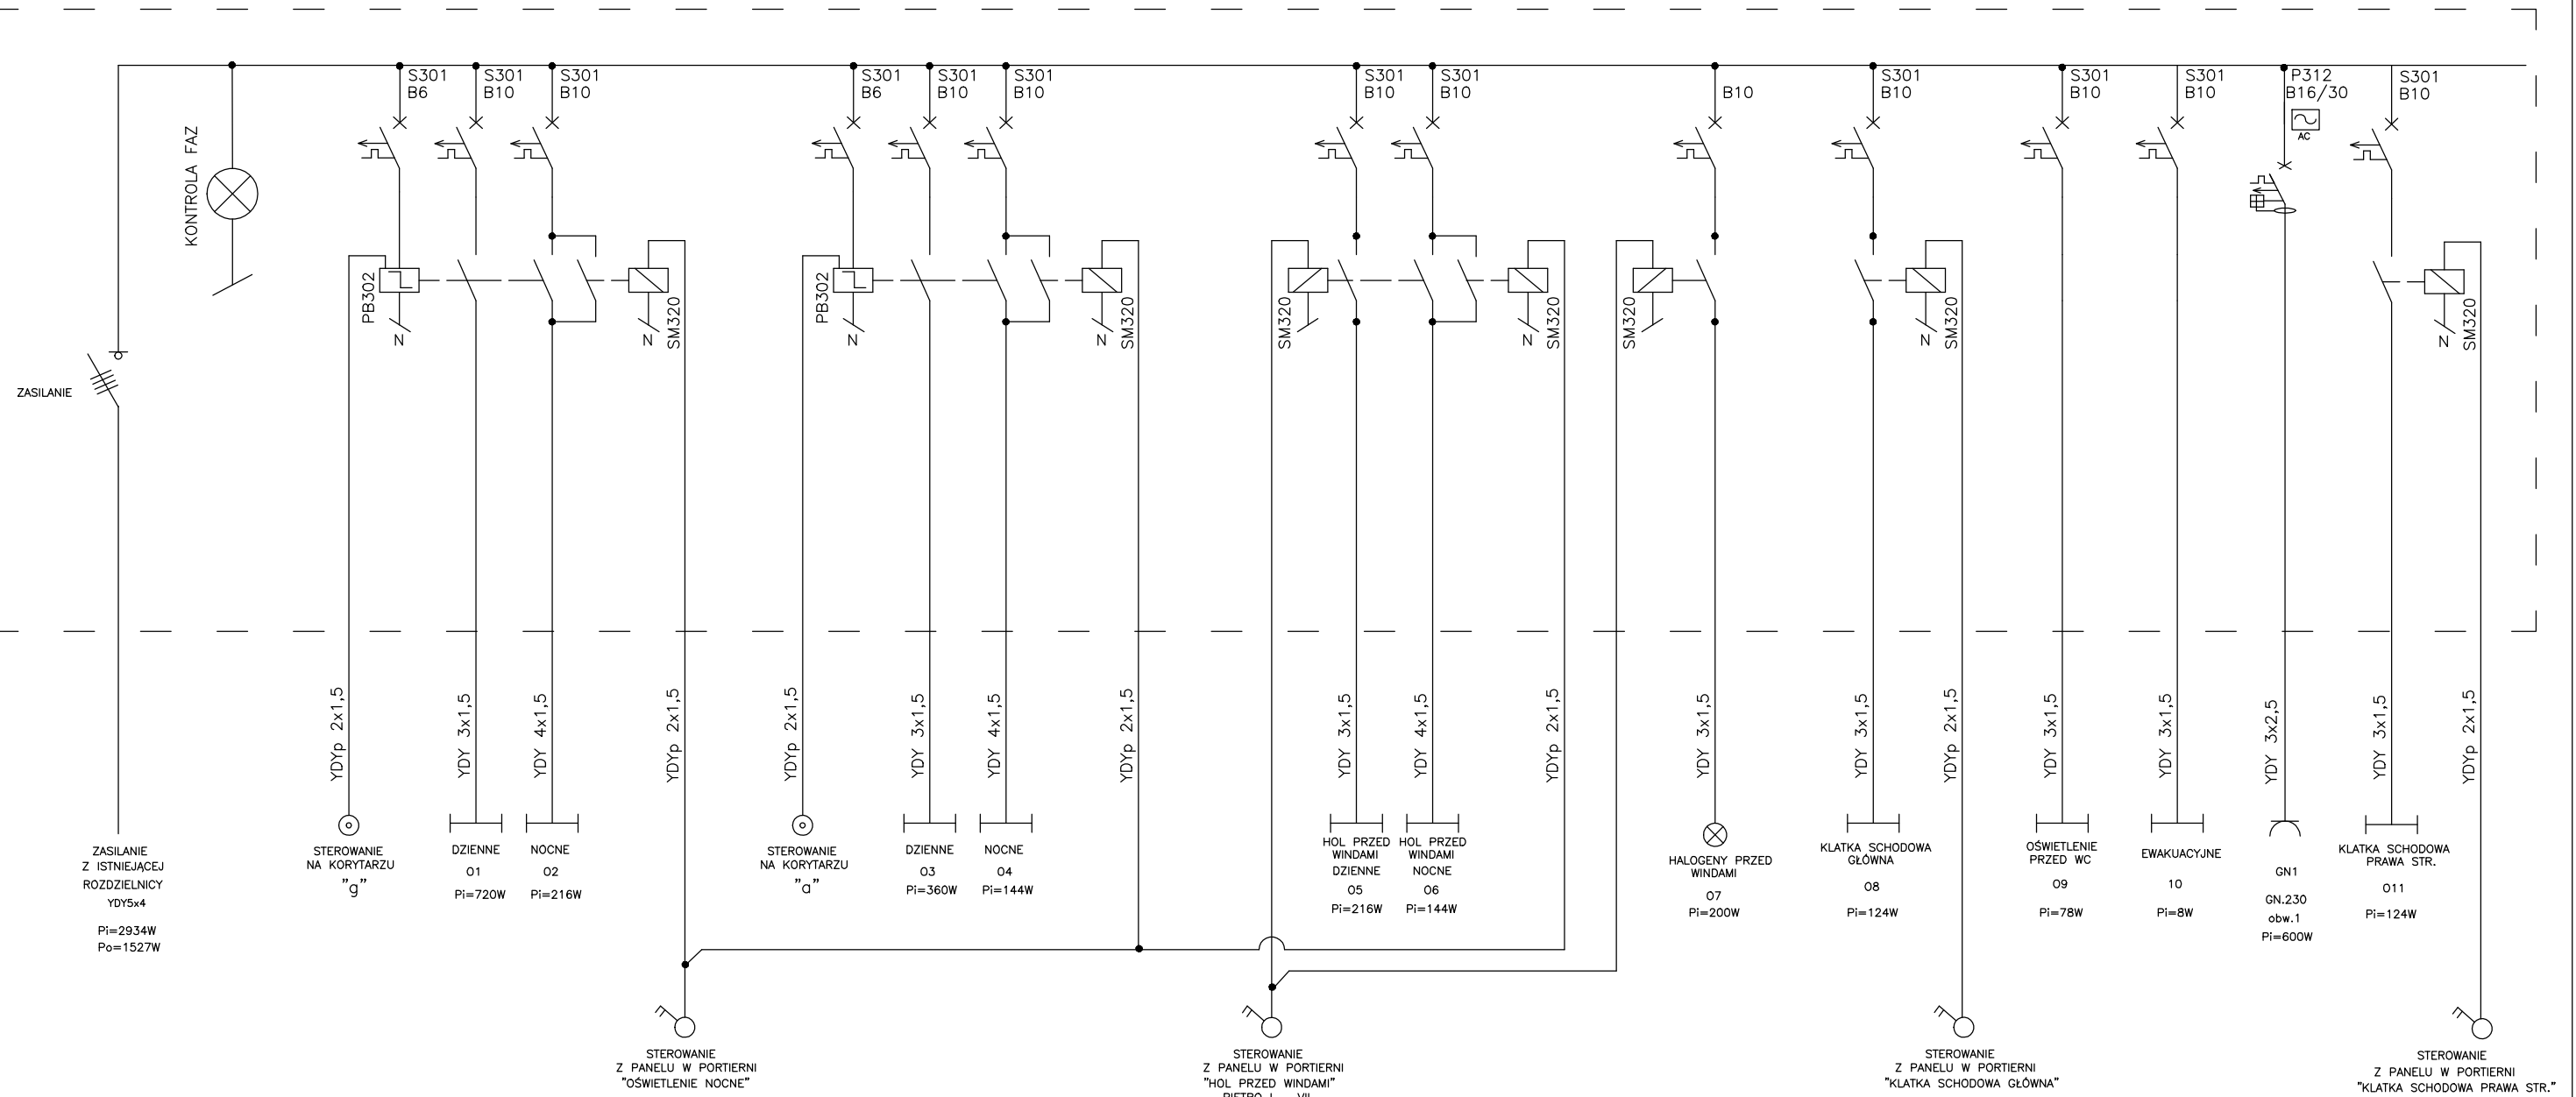 S301
B6
S301
B10
S301
B10
S301
B6
S301
B10
S301
B10
S301
B10
S301
B10
B10
S301
B10
S301
B10
S301
B10
P312
B16/30
AC
S301
B10
KONTROLA FAZ
ZASILANIE
PB302
N
N
SM320
PB302
N
N
SM320
SM320
N
SM320
SM320
SM320
N
SM320
YDYp 2x1,5
YDY 3x1,5
YDY 4x1,5
YDYp 2x1,5
YDYp 2x1,5
YDY 3x1,5
YDY 4x1,5
YDYp 2x1,5
YDY 3x1,5
YDY 4x1,5
YDYp 2x1,5
YDY 3x1,5
YDY 3x1,5
YDYp 2x1,5
YDY 3x1,5
YDY 3x1,5
YDY 3x2,5
YDY 3x1,5
YDYp 2x1,5
ZASILANIE
Z ISTNIEJĄCEJ
ROZDZIELNICY
YDY5x4
Pi=2934W
Po=1527W
STEROWANIE
NA KORYTARZU
"g"
DZIENNE
O1
Pi=720W
NOCNE
O2
Pi=216W
STEROWANIE
NA KORYTARZU
"a"
DZIENNE
O3
Pi=360W
NOCNE
O4
Pi=144W
HOL PRZED
WINDAMI
DZIENNE
O5
Pi=216W
HOL PRZED
WINDAMI
NOCNE
O6
Pi=144W
HALOGENY PRZED
WINDAMI
O7
Pi=200W
KLATKA SCHODOWA
GŁÓWNA
O8
Pi=124W
OŚWIETLENIE
PRZED WC
O9
Pi=78W
EWAKUACYJNE
10
Pi=8W
GN1
GN.230
obw.1
Pi=600W
KLATKA SCHODOWA
PRAWA STR.
O11
Pi=124W
STEROWANIE
Z PANELU W PORTIERNI
"OŚWIETLENIE NOCNE"
STEROWANIE
Z PANELU W PORTIERNI
"HOL PRZED WINDAMI"
STEROWANIE
Z PANELU W PORTIERNI
"KLATKA SCHODOWA GŁÓWNA"
STEROWANIE
Z PANELU W PORTIERNI
"KLATKA SCHODOWA PRAWA STR."